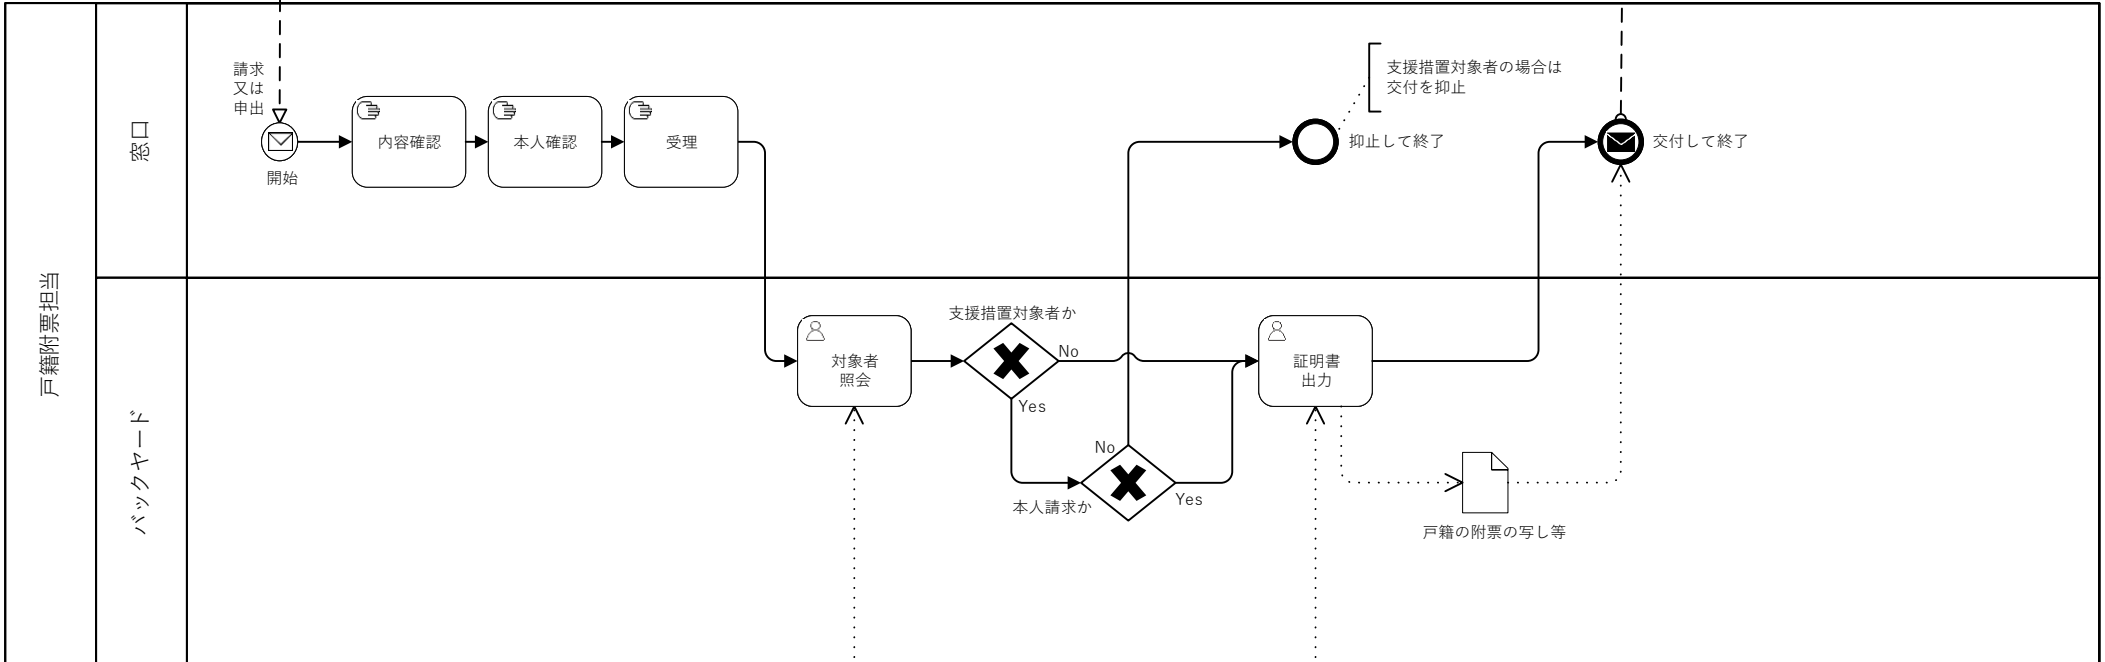 戸籍附票担当
窓口
請求
又は
申出
開始
内容確認
本人確認
受理
支援措置対象者の場合は
交付を抑止
抑止して終了
交付して終了
バックヤード
対象者
照会
支援措置対象者か
No
Yes
本人請求か
No
Yes
証明書
出力
戸籍の附票の写し等